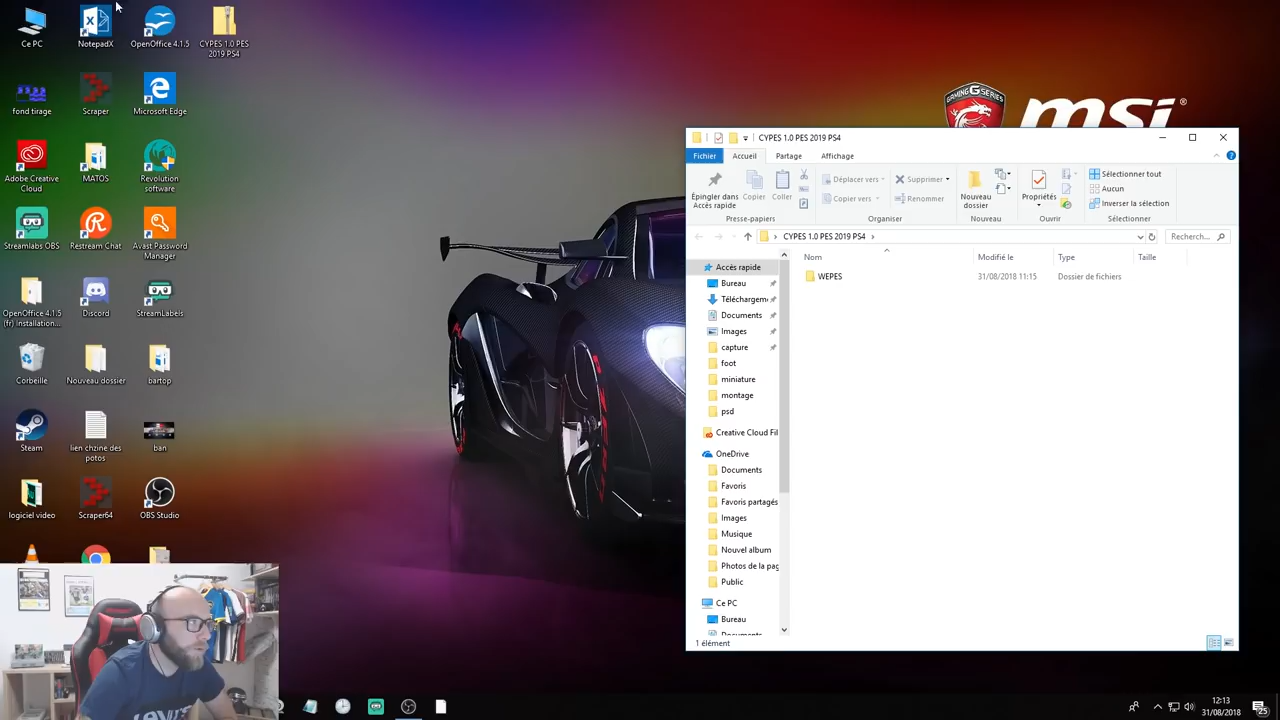 Ce PC
NotepadX
OpenOffice 4.1.5
CYPES 1.0 PES
2019 PS4
fond tirage
Scraper
Microsoft Edge
Adobe Creative
Cloud
MATOS
Revolution
software
Streamlabs OBS
Restream Chat
Avast Password
Manager
OpenOffice 4.1.5
(fr) Installation...
Discord
StreamLabels
Corbeille
Nouveau dossier
bartop
Steam
lien chzine des
potos
ban
logiciel video
Scraper64
OBS Studio
GAMING G SERIES
msi
CYPES 1.0 PES 2019 PS4
Fichier
Accueil
Partage
Affichage
Épingler dans
Accès rapide
Copier
Coller
Presse-papiers
Déplacer vers
Copier vers
Supprimer
Renommer
Organiser
Nouveau
dossier
Nouveau
Propriétés
Ouvrir
Sélectionner tout
Aucun
Inverser la sélection
Sélectionner
CYPES 1.0 PES 2019 PS4
Recherc...
Nom
Modifié le
Type
Taille
WEPES
31/08/2018 11:15
Dossier de fichiers
Accès rapide
Bureau
Téléchargem
Documents
Images
capture
foot
miniature
montage
psd
Creative Cloud Fil
OneDrive
Documents
Favoris
Favoris partagés
Images
Musique
Nouvel album
Photos de la pag
Public
Ce PC
Bureau
Documents
1 élément
12:13
31/08/2018
25